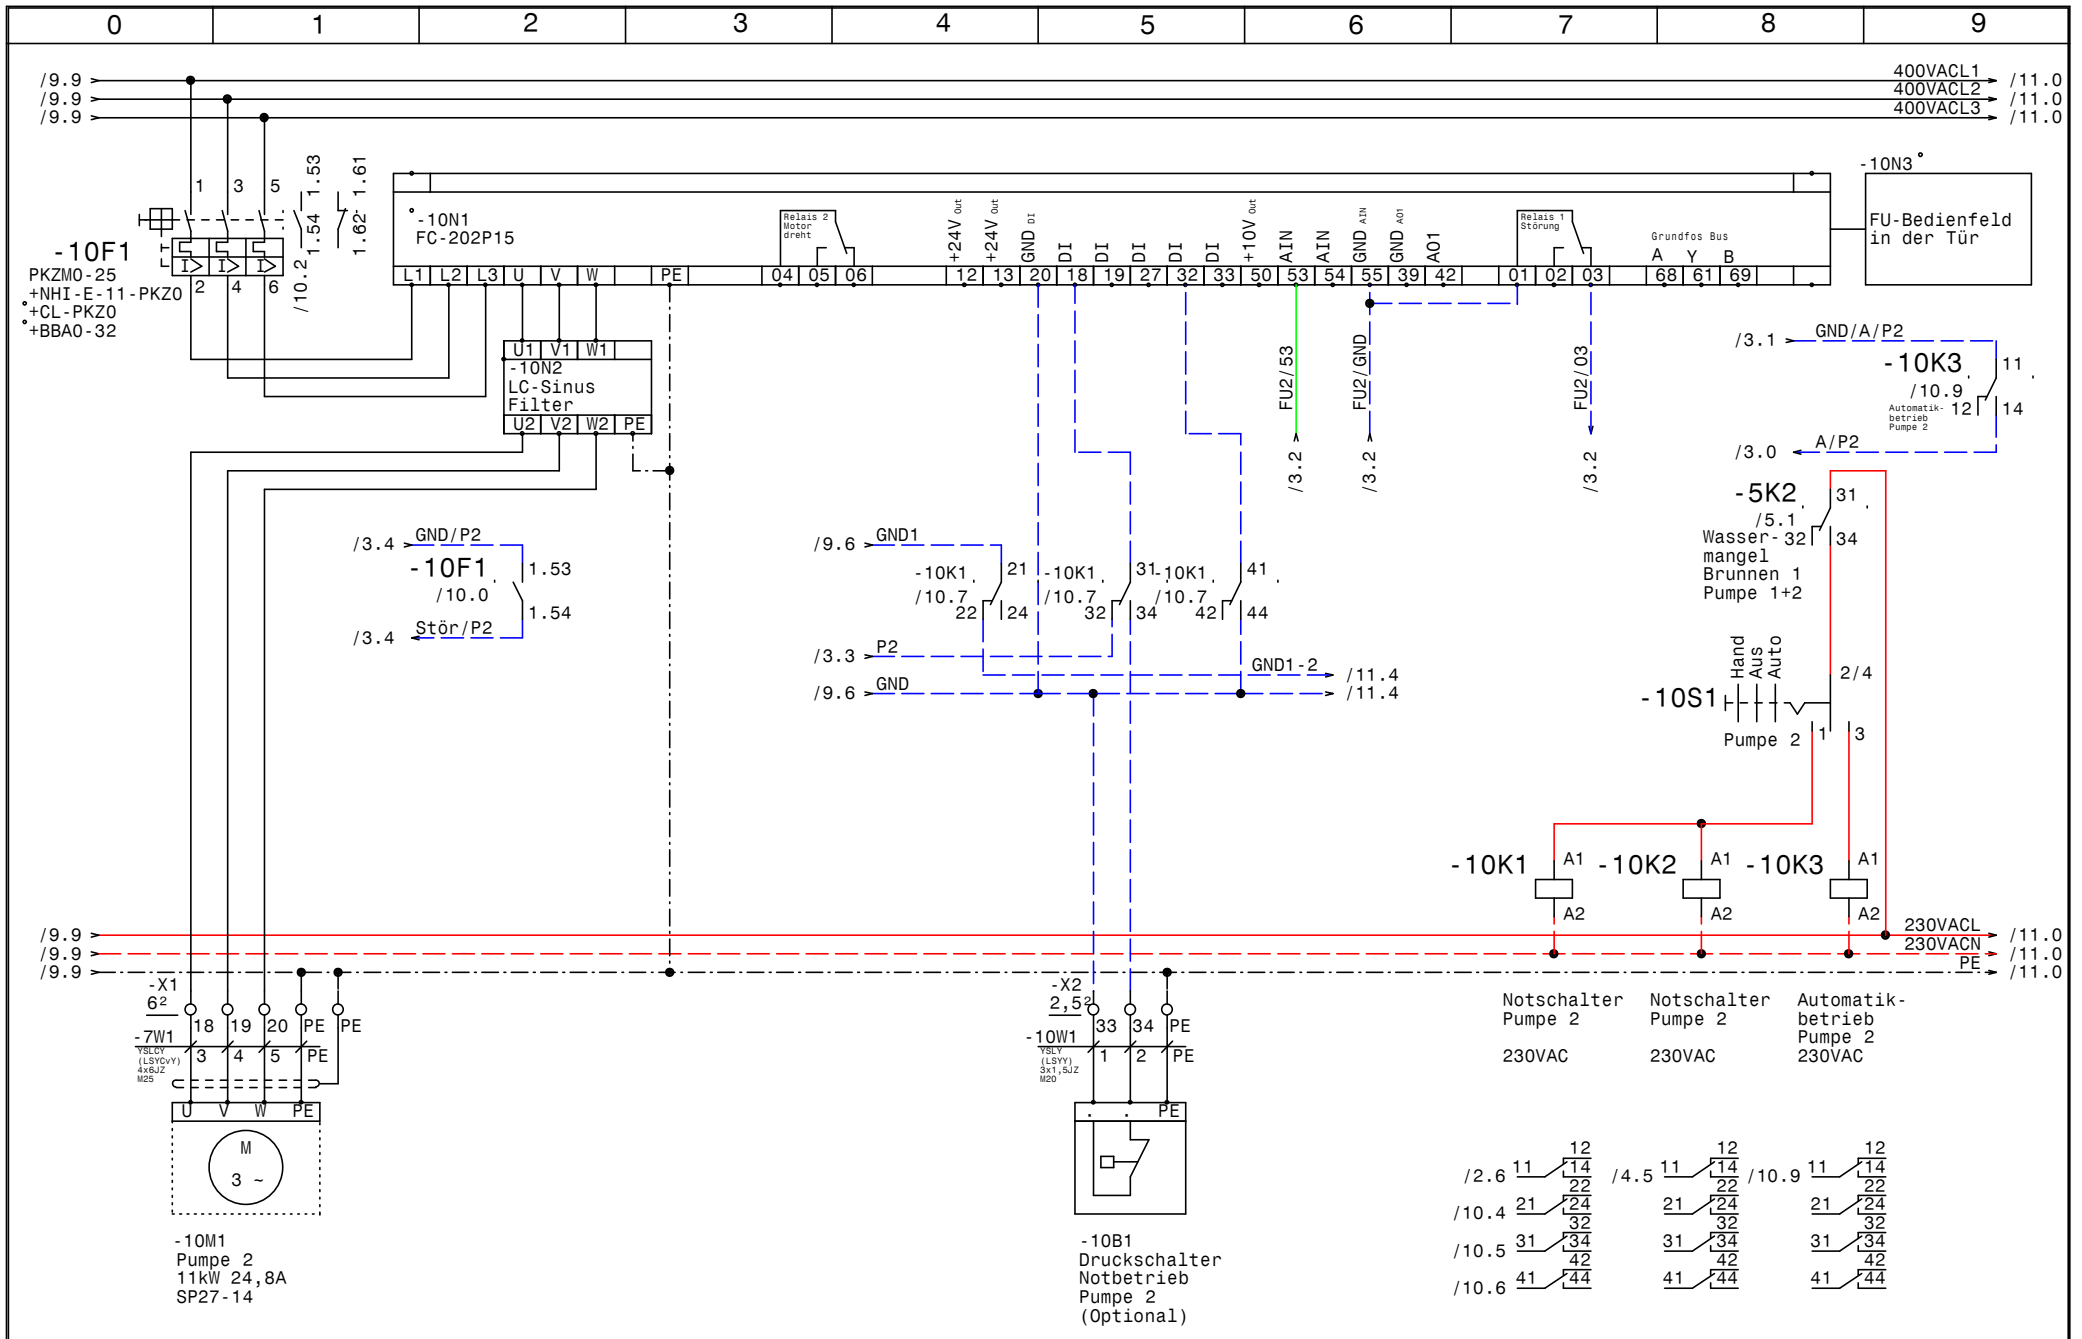 0 1 2 3 4 5 6 7 8 9
/9.9 400VACL1 /11.0
/9.9 400VACL2 /11.0
/9.9 400VACL3 /11.0
1 3 5 1.53 1.61
1.54 1.62
-10F1
PKZM0-25
+NHI-E-11-PKZ0
+CL-PKZ0
+BBA0-32
I> I> I>
2 4 6 /10.2
-10N1
FC-202P15
Relais 2
Motor
dreht
+24V Out +24V Out GND DI DI DI DI DI DI +10V Out AIN AIN GND AIN GND AO1 AO1
Relais 1
Störung
Grundfos Bus
A Y B
L1 L2 L3 U V W PE 04 05 06 12 13 20 18 19 27 32 33 50 53 54 55 39 42 01 02 03 68 61 69
-10N3
FU-Bedienfeld
in der Tür
U1 V1 W1
-10N2
LC-Sinus
Filter
U2 V2 W2 PE
FU2/53 FU2/GND FU2/03
/3.2 /3.2 /3.2
/3.1 GND/A/P2
-10K3 11
/10.9
Automatik-
betrieb
Pumpe 2
12 14
/3.0 A/P2
-5K2 31
/5.1
Wasser-
mangel
Brunnen 1
Pumpe 1+2
32 34
/3.4 GND/P2
-10F1 1.53
/10.0
1.54
/3.4 Stör/P2
/9.6 GND1
-10K1 21 -10K1 31 -10K1 41
/10.7 /10.7 /10.7
22 24 32 34 42 44
/3.3 P2
GND1-2 /11.4
/9.6 GND /11.4
Hand
Aus
Auto
2/4
-10S1
Pumpe 2 1 3
-10K1 A1 -10K2 A1 -10K3 A1
A2 A2 A2
/9.9 230VACL /11.0
/9.9 230VACN /11.0
/9.9 PE /11.0
-X1
6²
18 19 20 PE PE
-7W1
YSLCY
(LSYCvY)
4x6JZ
M25
3 4 5 PE
U V W PE
M
3 ~
-10M1
Pumpe 2
11kW 24,8A
SP27-14
-X2
2,5²
33 34 PE
-10W1
YSLY
(LSYY)
3x1,5JZ
M20
1 2 PE
. . PE
-10B1
Druckschalter
Notbetrieb
Pumpe 2
(Optional)
Notschalter
Pumpe 2
230VAC
Notschalter
Pumpe 2
230VAC
Automatik-
betrieb
Pumpe 2
230VAC
12 12 12
/2.6 11 14 /4.5 11 14 /10.9 11 14
22 22 22
/10.4 21 24 21 24 21 24
32 32 32
/10.5 31 34 31 34 31 34
42 42 42
/10.6 41 44 41 44 41 44